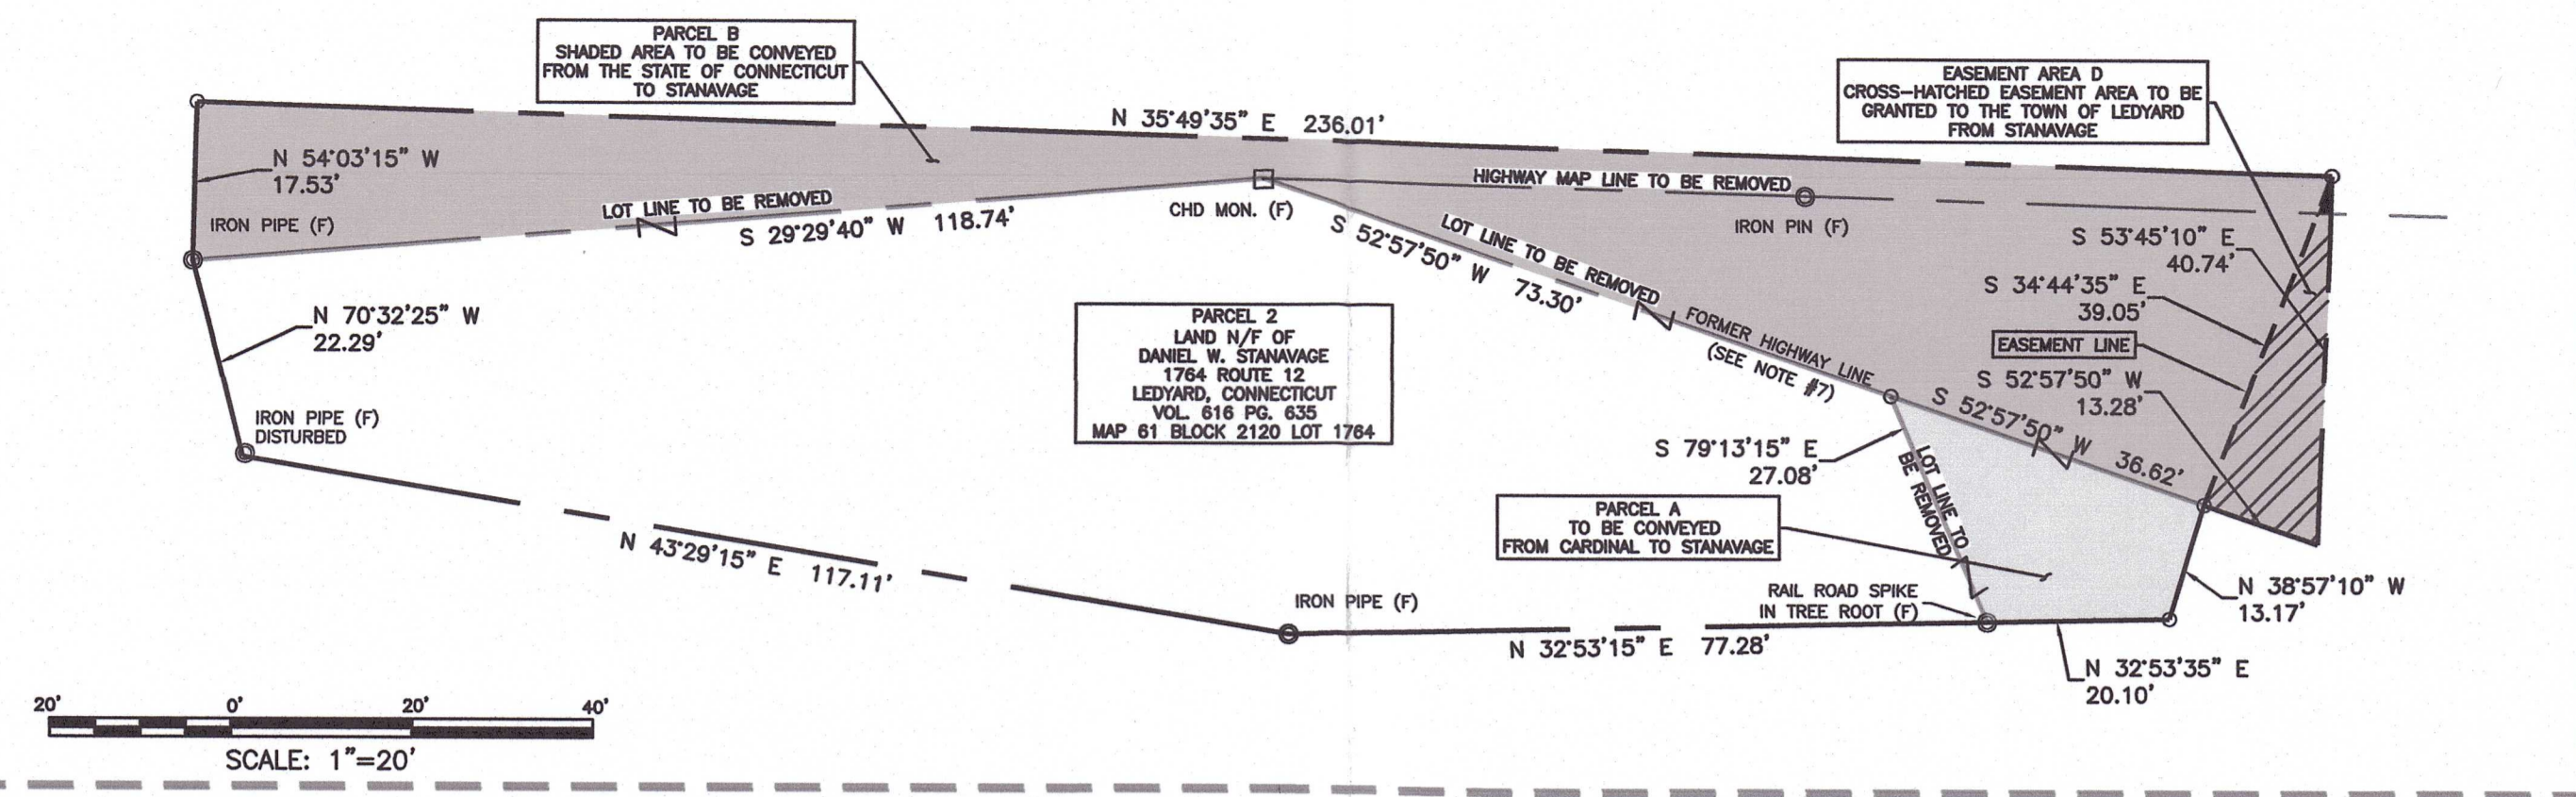 PARCEL B
SHADED AREA TO BE CONVEYED
FROM THE STATE OF CONNECTICUT
TO STANAVAGE
EASEMENT AREA D
CROSS-HATCHED EASEMENT AREA TO BE
GRANTED TO THE TOWN OF LEDYARD
FROM STANAVAGE
N 35°49'35" E 236.01'
N 54°03'15" W
17.53'
IRON PIPE (F)
LOT LINE TO BE REMOVED
S 29°29'40" W 118.74'
CHD MON. (F)
HIGHWAY MAP LINE TO BE REMOVED
IRON PIN (F)
LOT LINE TO BE REMOVED
S 52°57'50" W 73.30'
FORMER HIGHWAY LINE
(SEE NOTE #7)
S 53°45'10" E
40.74'
S 34°44'35" E
39.05'
EASEMENT LINE
S 52°57'50" W
13.28'
S 52°57'50" W 36.62'
N 70°32'25" W
22.29'
IRON PIPE (F)
DISTURBED
PARCEL 2
LAND N/F OF
DANIEL W. STANAVAGE
1764 ROUTE 12
LEDYARD, CONNECTICUT
VOL. 616 PG. 635
MAP 61 BLOCK 2120 LOT 1764
S 79°13'15" E
27.08'
LOT LINE TO
BE REMOVED
PARCEL A
TO BE CONVEYED
FROM CARDINAL TO STANAVAGE
N 43°29'15" E 117.11'
IRON PIPE (F)
RAIL ROAD SPIKE
IN TREE ROOT (F)
N 38°57'10" W
13.17'
N 32°53'15" E 77.28'
N 32°53'35" E
20.10'
20' 0' 20' 40'
SCALE: 1"=20'